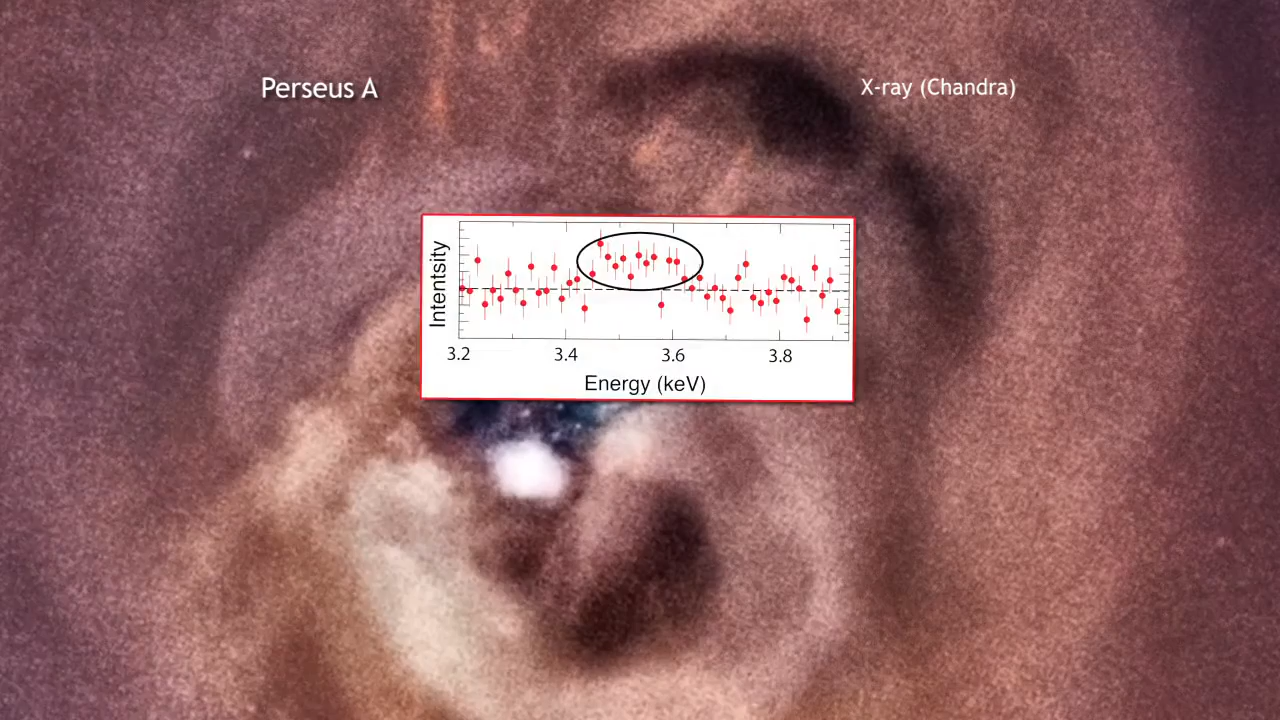 Perseus A
X-ray (Chandra)
Intentsity
3.2 3.4 3.6 3.8
Energy (keV)